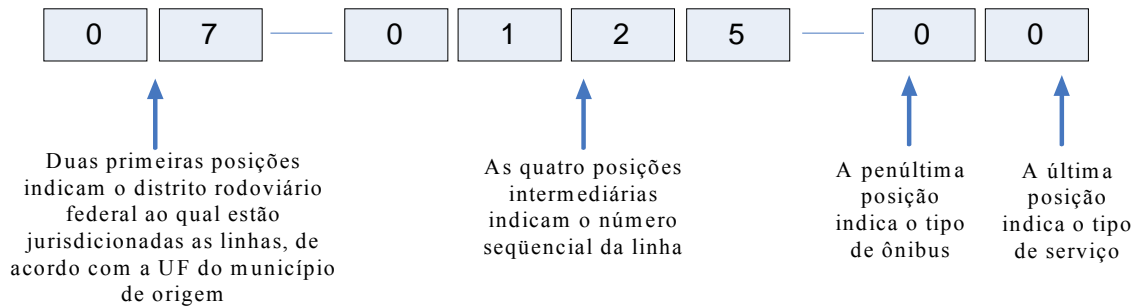 0 7 0 1 2 5 0 0
Duas primeiras posições
indicam o distrito rodoviário
federal ao qual estão
jurisdicionadas as linhas, de
acordo com a UF do município
de origem
As quatro posições
intermediárias
indicam o número
seqüencial da linha
A penúltima
posição
indica o tipo
de ônibus
A última
posição
indica o tipo
de serviço